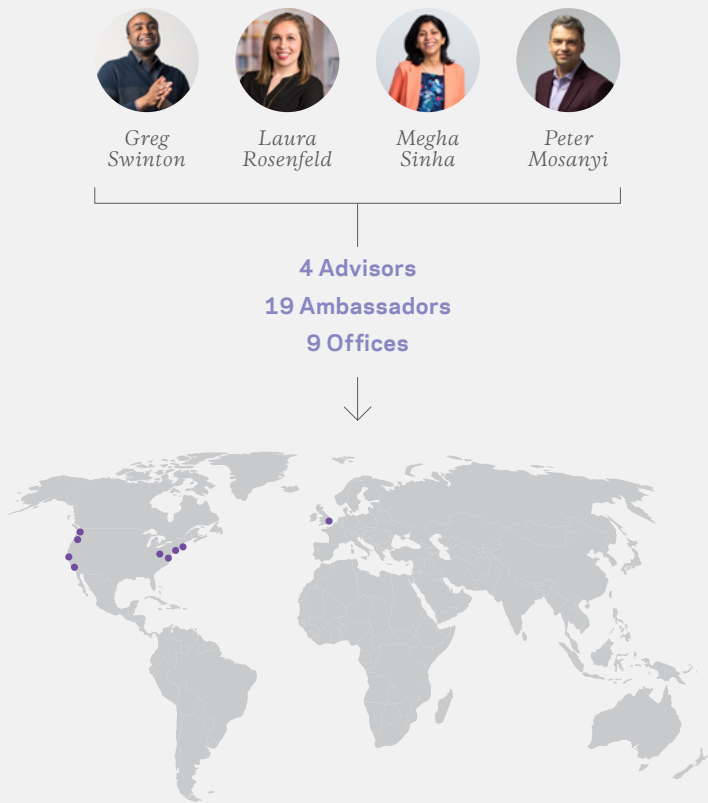 Greg
Swinton
Laura
Rosenfeld
Megha
Sinha
Peter
Mosanyi
4 Advisors
19 Ambassadors
9 Offices